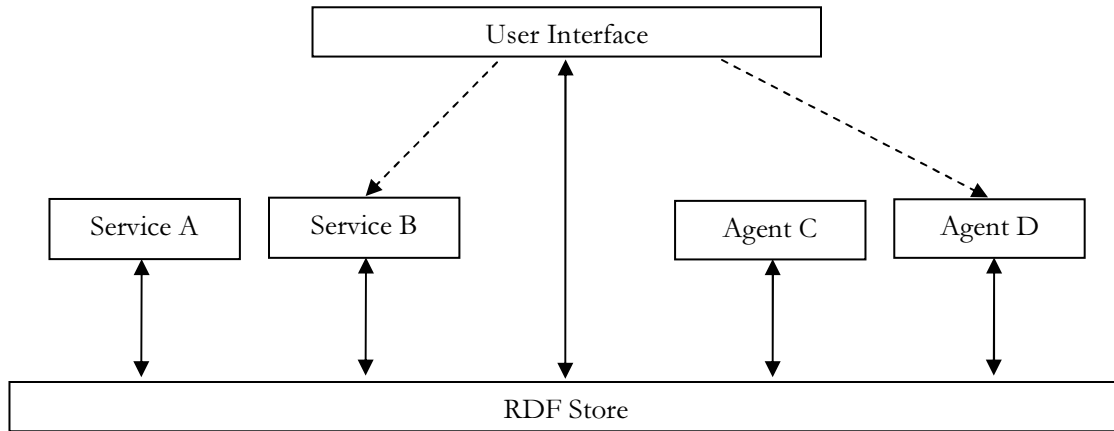 User Interface
Service A
Service B
Agent C
Agent D
RDF Store